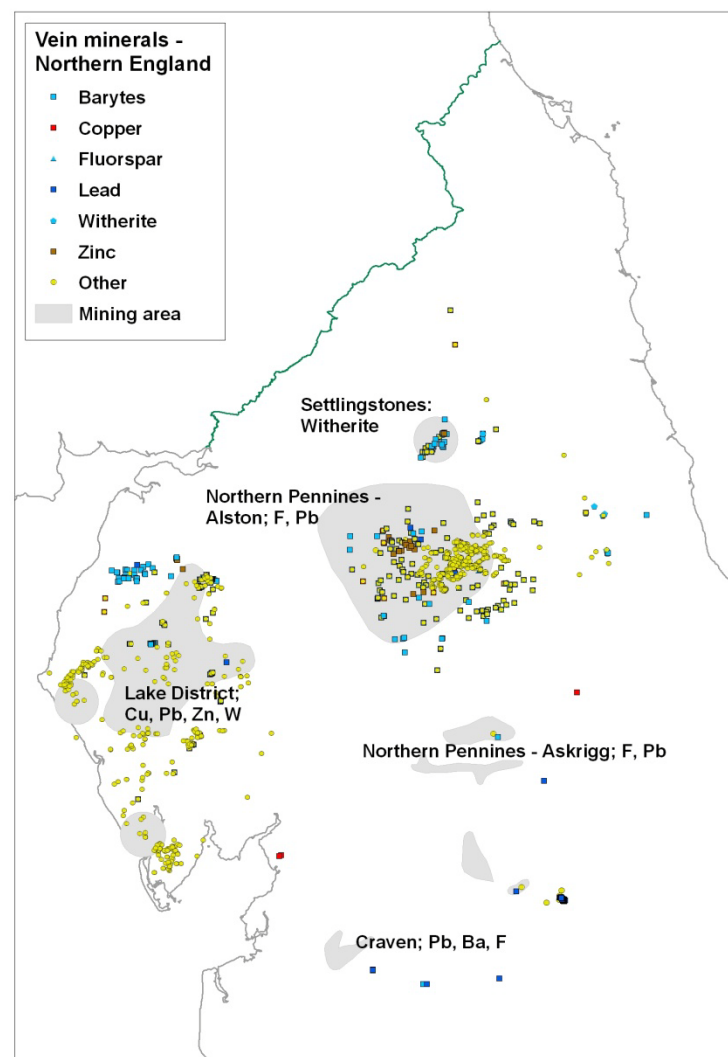 Vein minerals -
Northern England
Barytes
Copper
Fluorspar
Lead
Witherite
Zinc
Other
Mining area
Settlingstones:
Witherite
Northern Pennines -
Alston; F, Pb
Lake District;
Cu, Pb, Zn, W
Northern Pennines - Askrigg; F, Pb
Craven; Pb, Ba, F